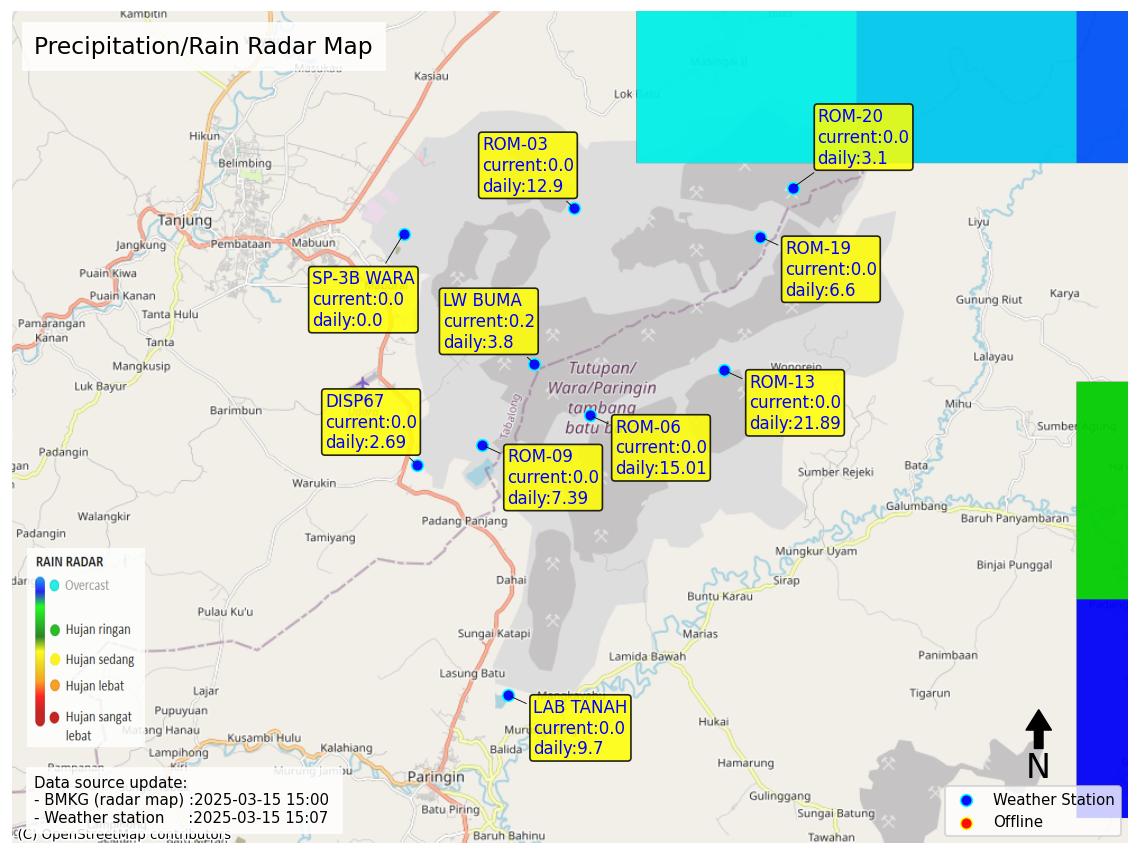 Kambitin
Precipitation/Rain Radar Map
Masukau
Kasiau
Masingai II
Lok Batu
ROM-20
current:0.0
daily:3.1
Hikun
ROM-03
current:0.0
daily:12.9
Belimbing
Tanjung
Liyu
Jangkung
Pembataan
Mabuun
ROM-19
current:0.0
daily:6.6
Puain Kiwa
SP-3B WARA
current:0.0
daily:0.0
Puain Kanan
Karya
Gunung Riut
LW BUMA
current:0.2
daily:3.8
Tanta Hulu
Pamarangan
Kanan
Tanta
Lalayau
Mangkusip
Tutupan/
Wara/Paringin
tambang
batu b
Wonorejo
Luk Bayur
ROM-13
current:0.0
daily:21.89
DISP67
current:0.0
daily:2.69
Barimbun
Tabalong
Mihu
ROM-06
current:0.0
daily:15.01
Sumber Agung
Padangin
ROM-09
current:0.0
daily:7.39
gan
Bata
Sumber Rejeki
Warukin
Galumbang
Walangkir
Padang Panjang
Baruh Panyambaran
Padangin
Tamiyang
Mungkur Uyam
Binjai Punggal
RAIN RADAR
Overcast
Hujan ringan
Hujan sedang
Hujan lebat
Hujan sangat
lebat
Dahai
Sirap
Buntu Karau
Pulau Ku'u
Sungai Katapi
Marias
Lamida Bawah
Panimbaan
Lasung Batu
Lajar
Tigarun
LAB TANAH
current:0.0
daily:9.7
Pupuyuan
Matang Hanau
Kusambi Hulu
Hukai
Lampihong
Kalahiang
Balida
N
Hamarung
Murung Jambu
Paringin
Data source update:
- BMKG (radar map) :2025-03-15 15:00
- Weather station :2025-03-15 15:07
Gulinggang
Weather Station
Offline
Batu Piring
Sungai Batung
Baruh Bahinu
Tawahan
(C) OpenStreetMap contributors